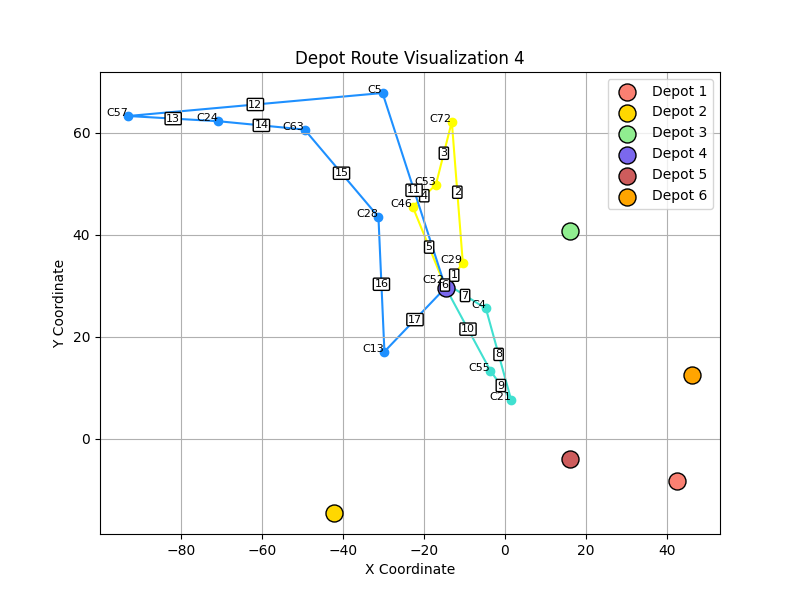 Depot Route Visualization 4
Depot 1
Depot 2
Depot 3
Depot 4
Depot 5
Depot 6
C57
13
C24
14
C63
12
C5
C72
3
15
C53
11
4
2
C46
C28
5
C29
1
C52
6
7
C4
16
17
10
C13
8
C55
9
C21
60
40
20
0
Y Coordinate
−80
−60
−40
−20
0
20
40
X Coordinate